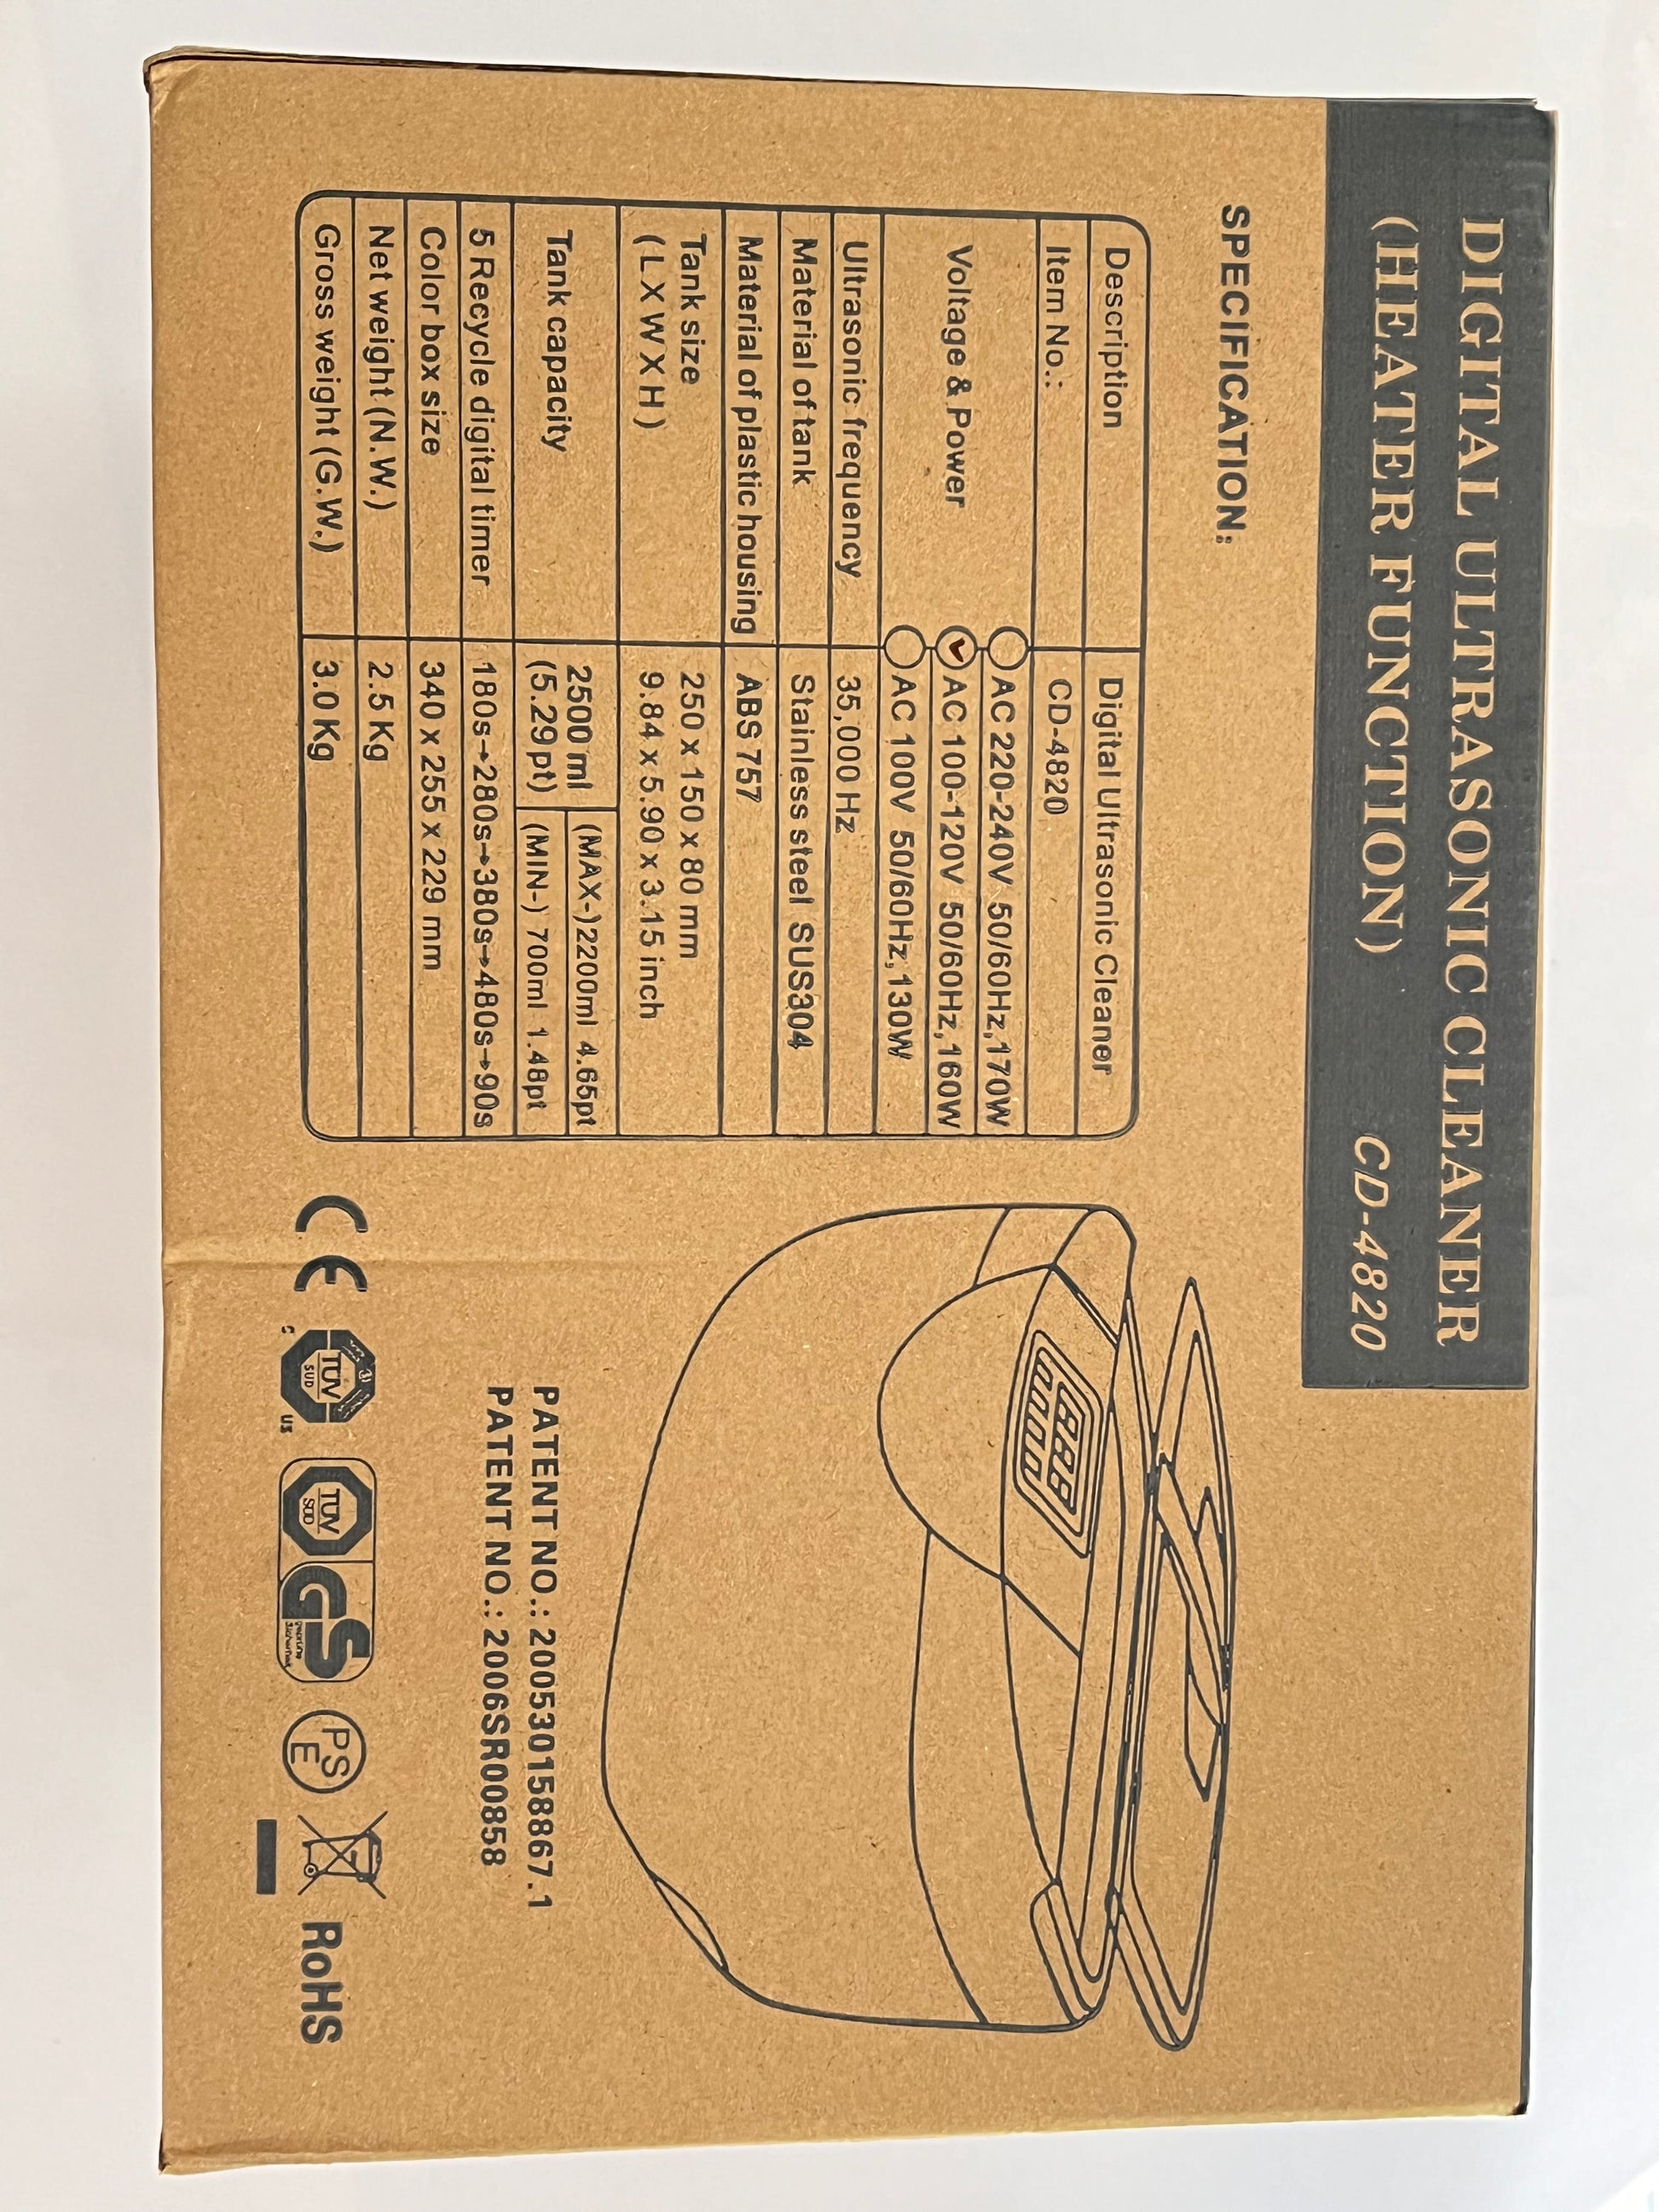 DIGITAL ULTRASONIC CLEANER
(HEATER FUNCTION) CD-4820
SPECIFICATION:
Description Digital Ultrasonic Cleaner
Item No.: CD-4820
Voltage & Power
AC 220-240V 50/60Hz,170W
AC 100-120V 50/60Hz,160W
AC 100V 50/60Hz,130W
Ultrasonic frequency 35,000 Hz
Material of tank Stainless steel SUS304
Material of plastic housing ABS 757
Tank size 250 x 150 x 80 mm
(LXWXH) 9.84 x 5.90 x 3.15 inch
Tank capacity
2500 ml (MAX-)2200ml 4.65pt
(5.29pt) (MIN-) 700ml 1.48pt
5 Recycle digital timer 180s→280s→380s→480s→90s
Color box size 340 x 255 x 229 mm
Net weight (N.W.) 2.5 Kg
Gross weight (G.W.) 3.0 Kg
PATENT NO.: 200530158867.1
PATENT NO.: 2006SR00858
CE
TÜV
SUD
C US
TÜV
SUD
GS
geprüfte
Sicherheit
PS
E
RoHS